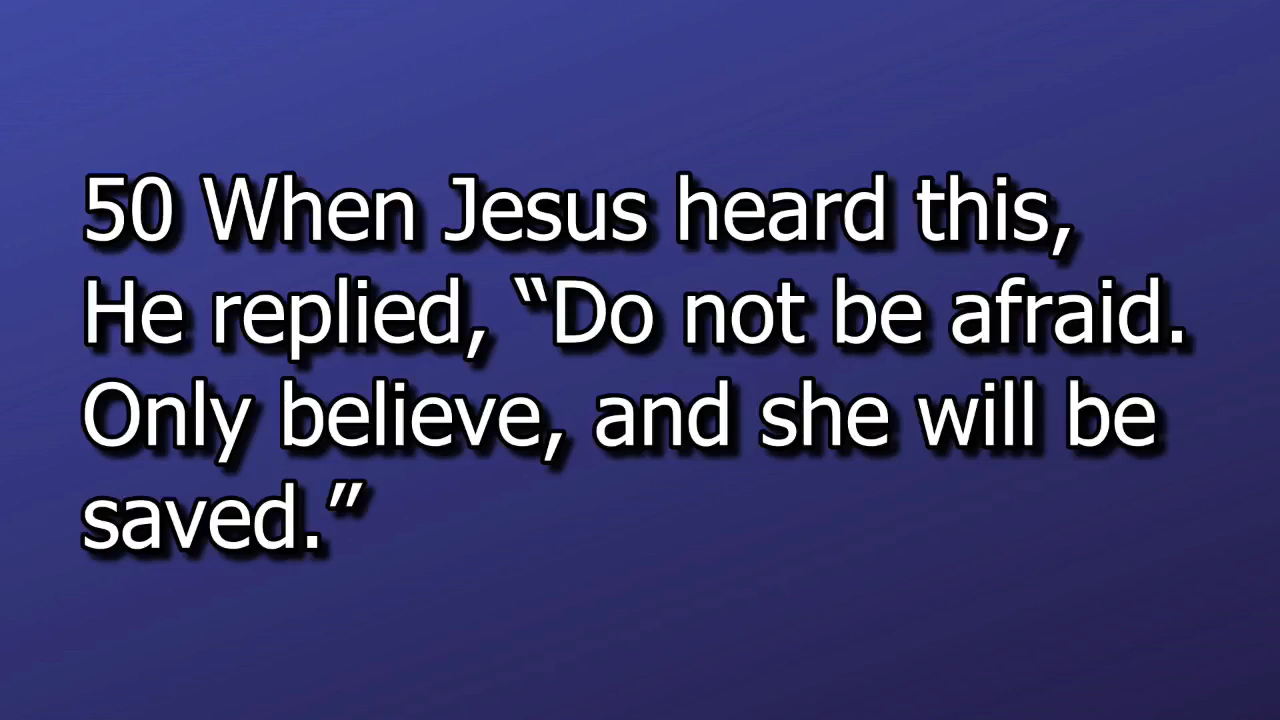 50 When Jesus heard this,
He replied, “Do not be afraid.
Only believe, and she will be
saved.”